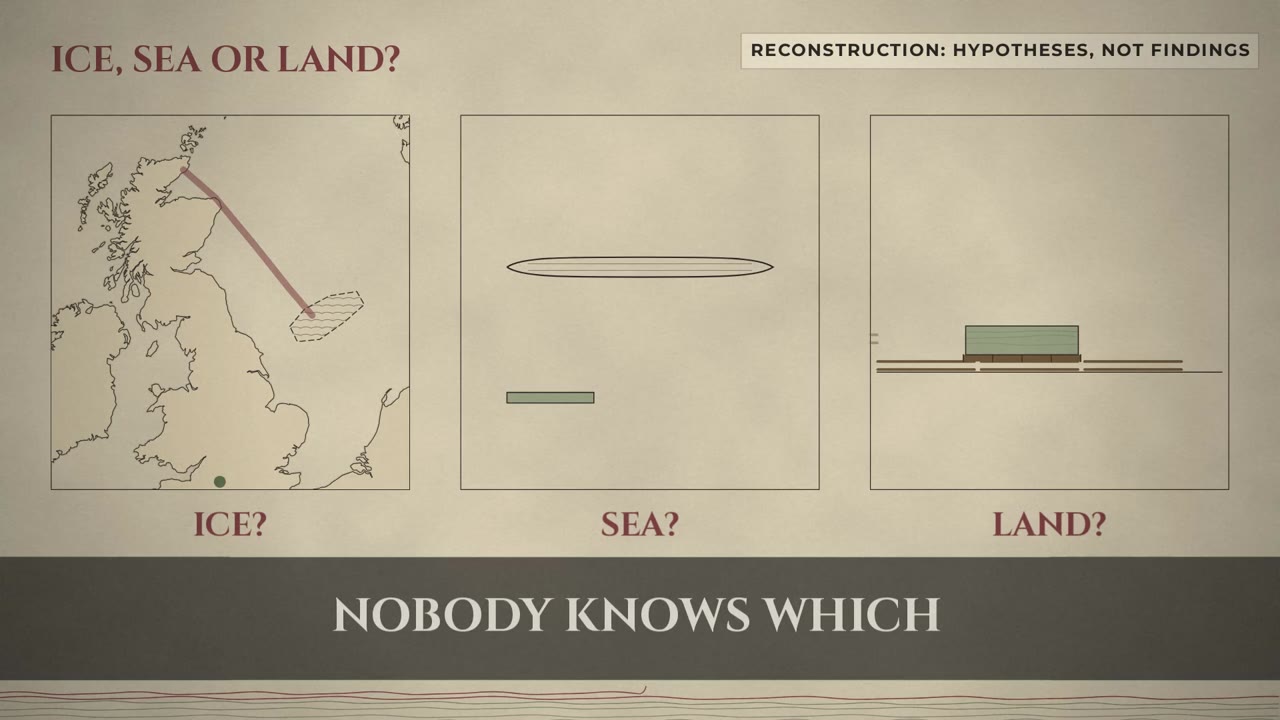 ICE, SEA OR LAND?
RECONSTRUCTION: HYPOTHESES, NOT FINDINGS
ICE?
SEA?
LAND?
NOBODY KNOWS WHICH